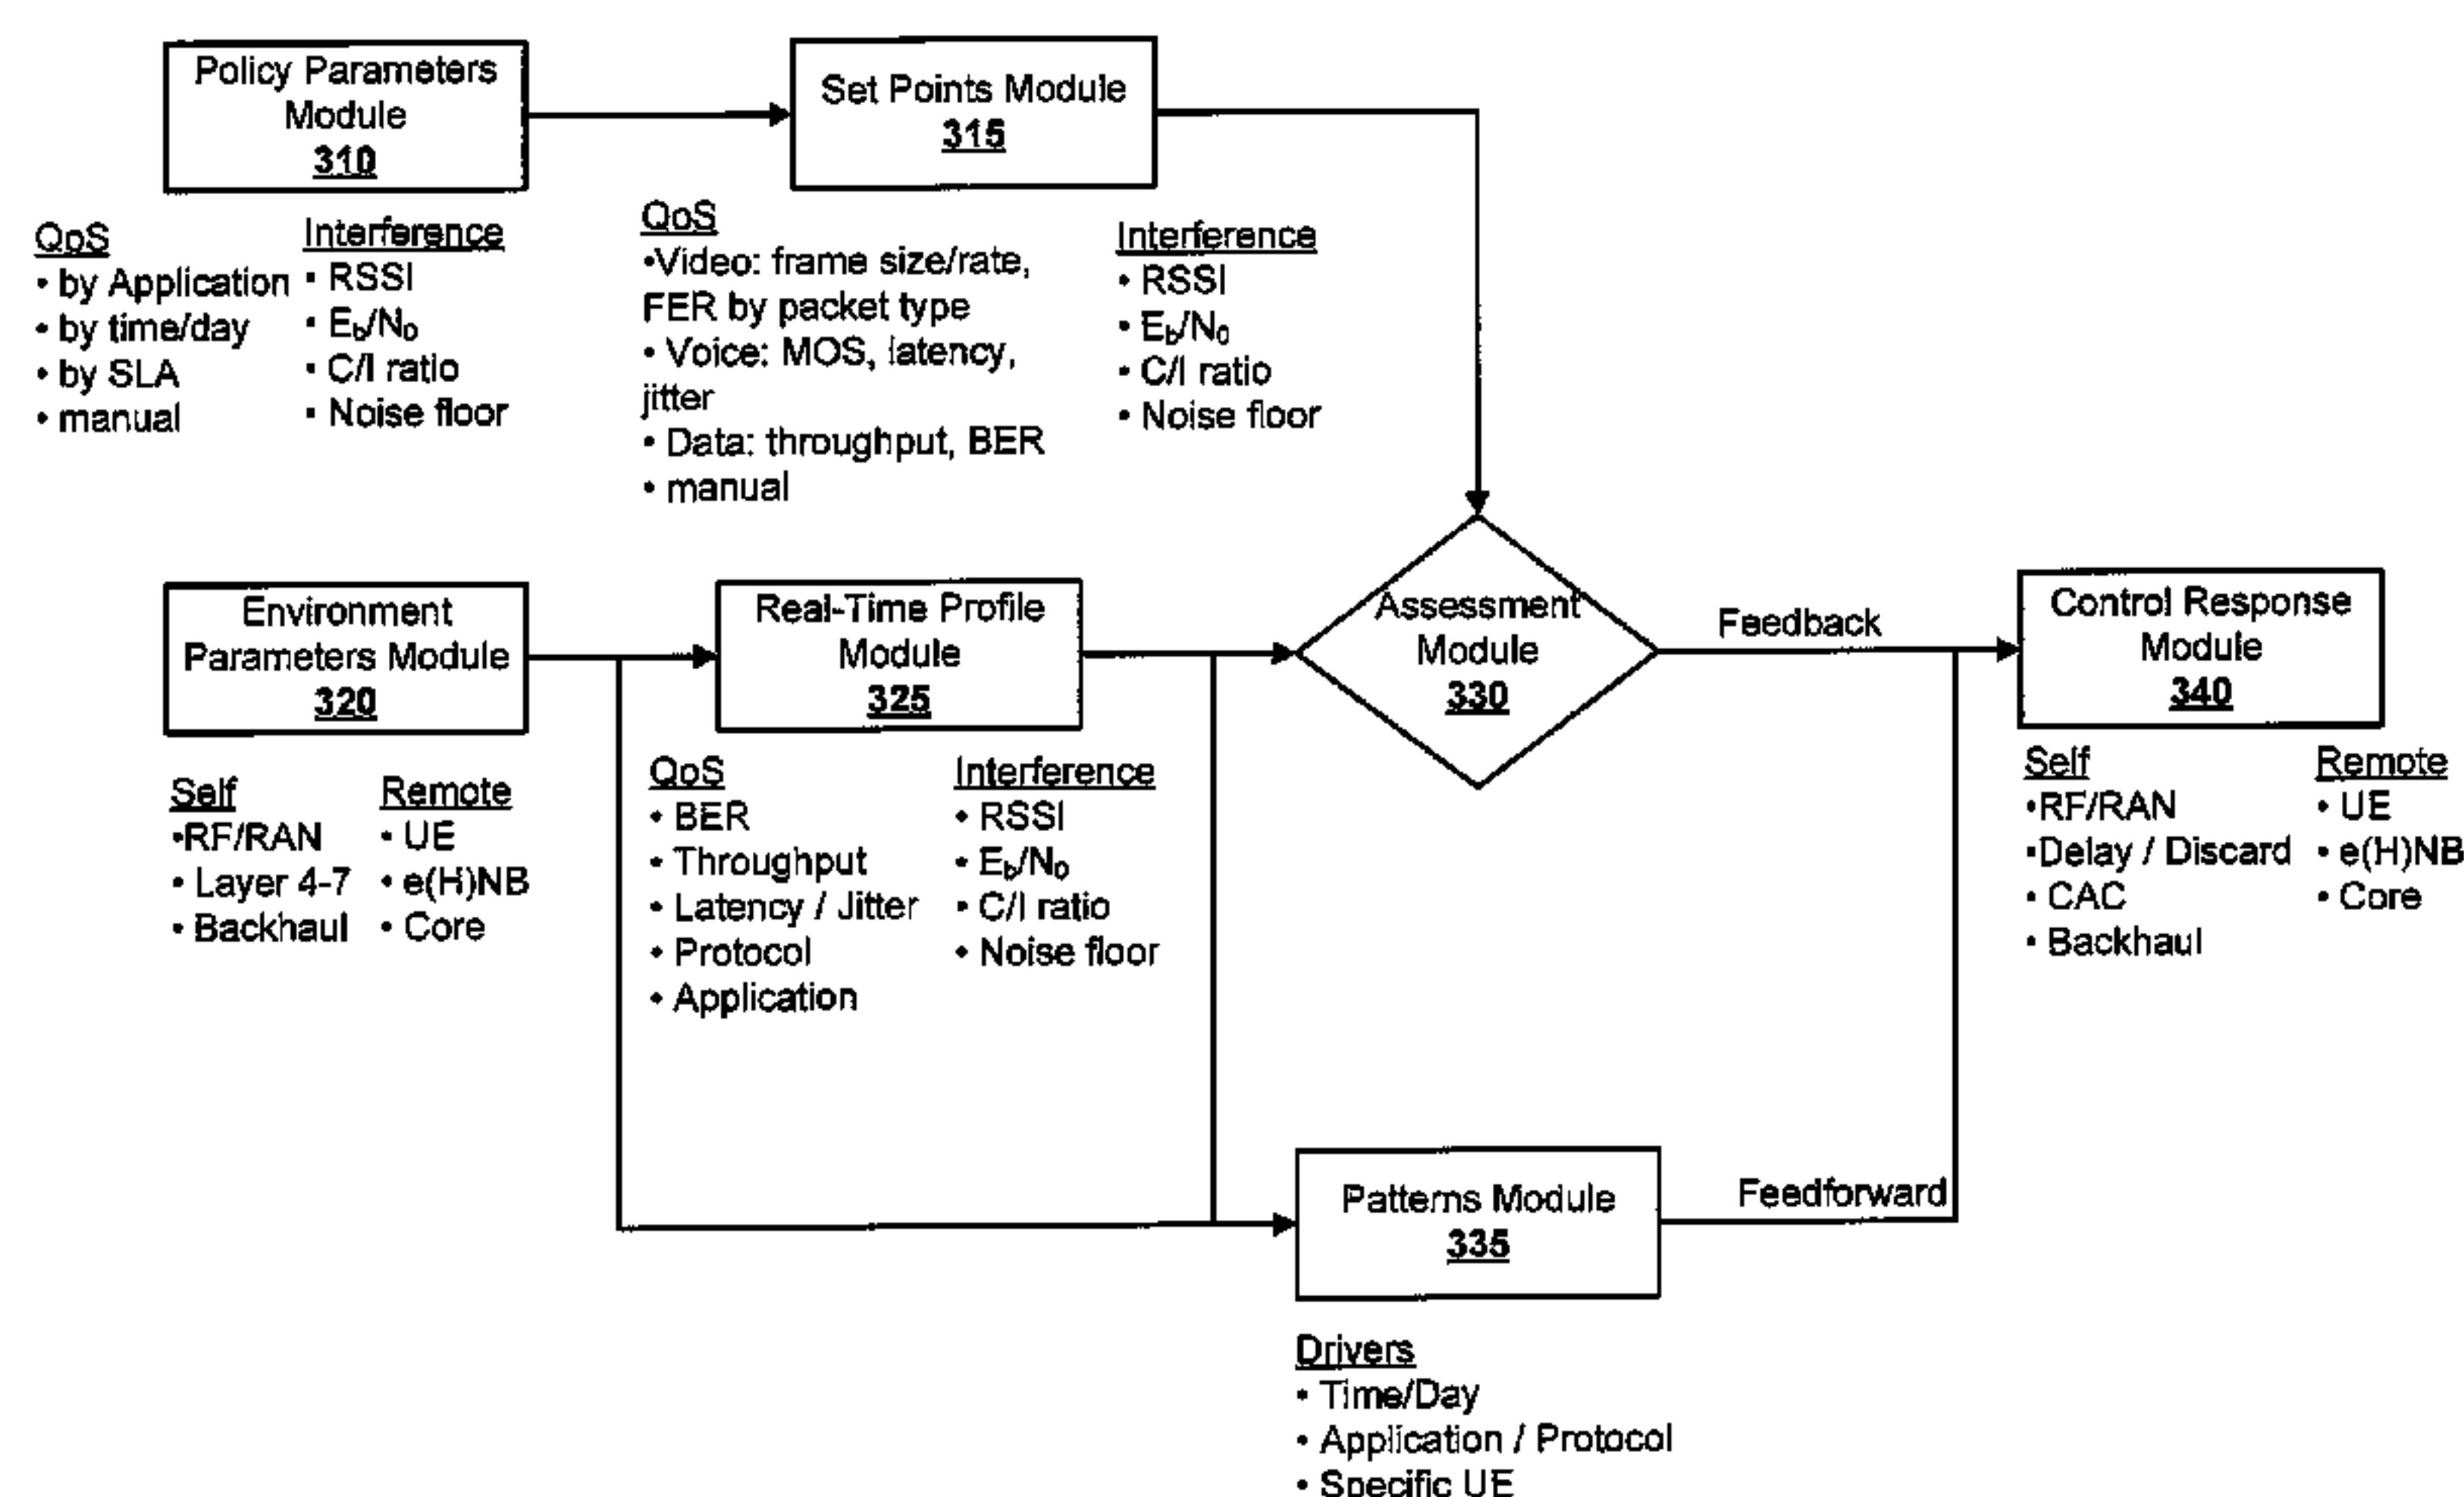 Policy Parameters
Module
310
Set Points Module
315
QoS
• by Application
• by time/day
• by SLA
• manual
Interference
• RSSI
• Eb/N0
• C/I ratio
• Noise floor
QoS
•Video: frame size/rate,
FER by packet type
• Voice: MOS, latency,
jitter
• Data: throughput, BER
• manual
Interference
• RSSI
• Eb/N0
• C/I ratio
• Noise floor
Environment
Parameters Module
320
Real-Time Profile
Module
325
Assessment
Module
330
Feedback
Control Response
Module
340
Self
•RF/RAN
• Layer 4-7
• Backhaul
Remote
• UE
• e(H)NB
• Core
QoS
• BER
• Throughput
• Latency / Jitter
• Protocol
• Application
Interference
• RSSI
• Eb/N0
• C/I ratio
• Noise floor
Self
•RF/RAN
•Delay / Discard
• CAC
• Backhaul
Remote
• UE
• e(H)NB
• Core
Patterns Module
335
Feedforward
Drivers
• Time/Day
• Application / Protocol
• Specific UE